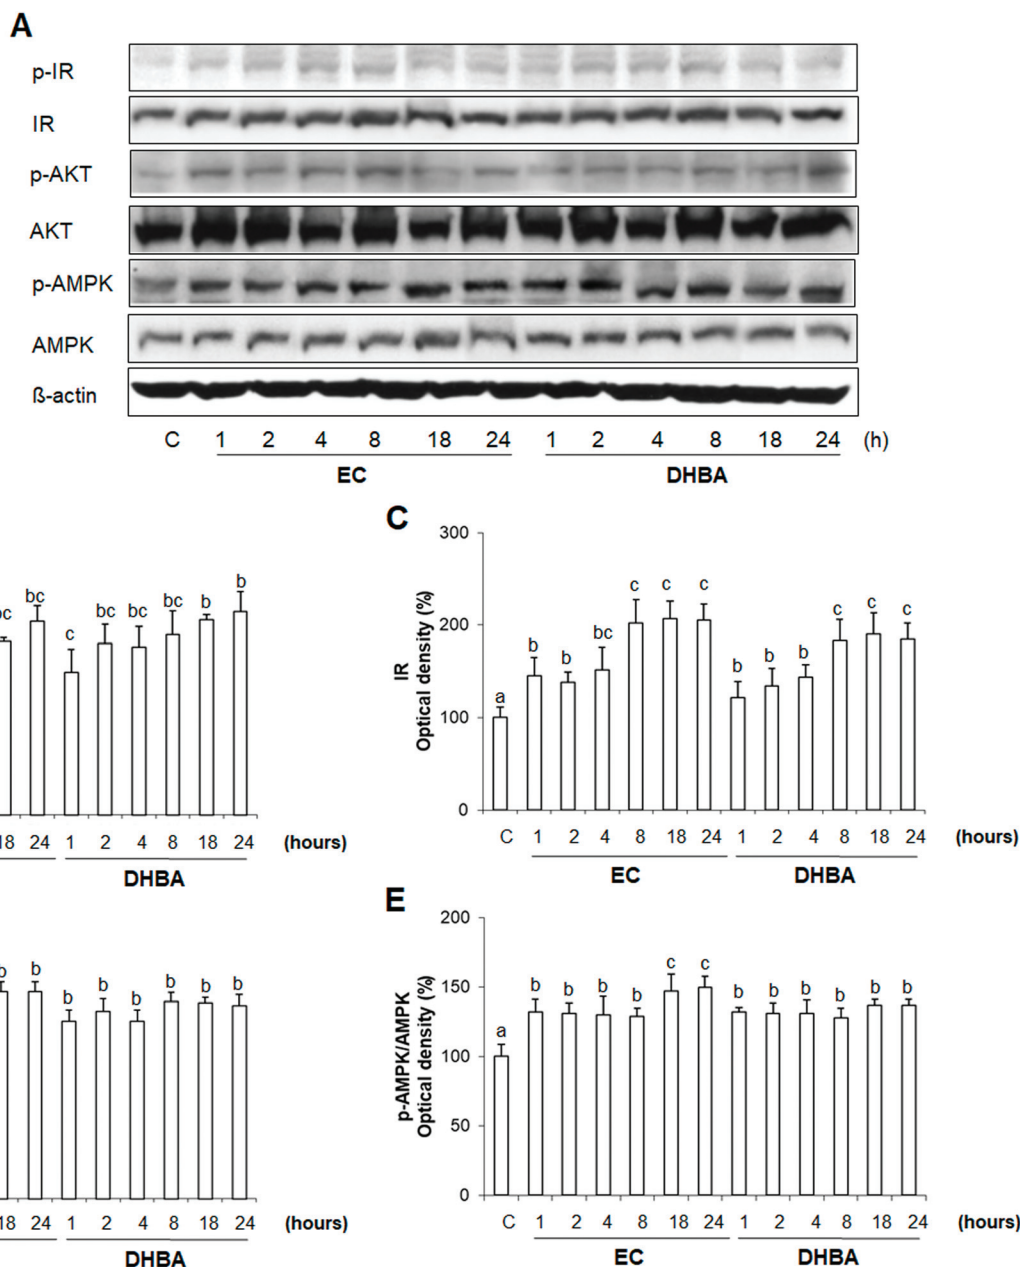 A
p-IR
IR
p-AKT
AKT
p-AMPK
AMPK
ß-actin
C 1 2 4 8 18 24 1 2 4 8 18 24 (h)
EC DHBA
bc bc c bc bc bc b b
18 24 1 2 4 8 18 24 (hours)
DHBA
C
IR
Optical density (%)
300
200
100
0
a b b bc c c c b b b c c c
C 1 2 4 8 18 24 1 2 4 8 18 24 (hours)
EC DHBA
b b b b b b b b
18 24 1 2 4 8 18 24 (hours)
DHBA
E
p-AMPK/AMPK
Optical density (%)
200
150
100
50
0
a b b b b c c b b b b b b
C 1 2 4 8 18 24 1 2 4 8 18 24 (hours)
EC DHBA